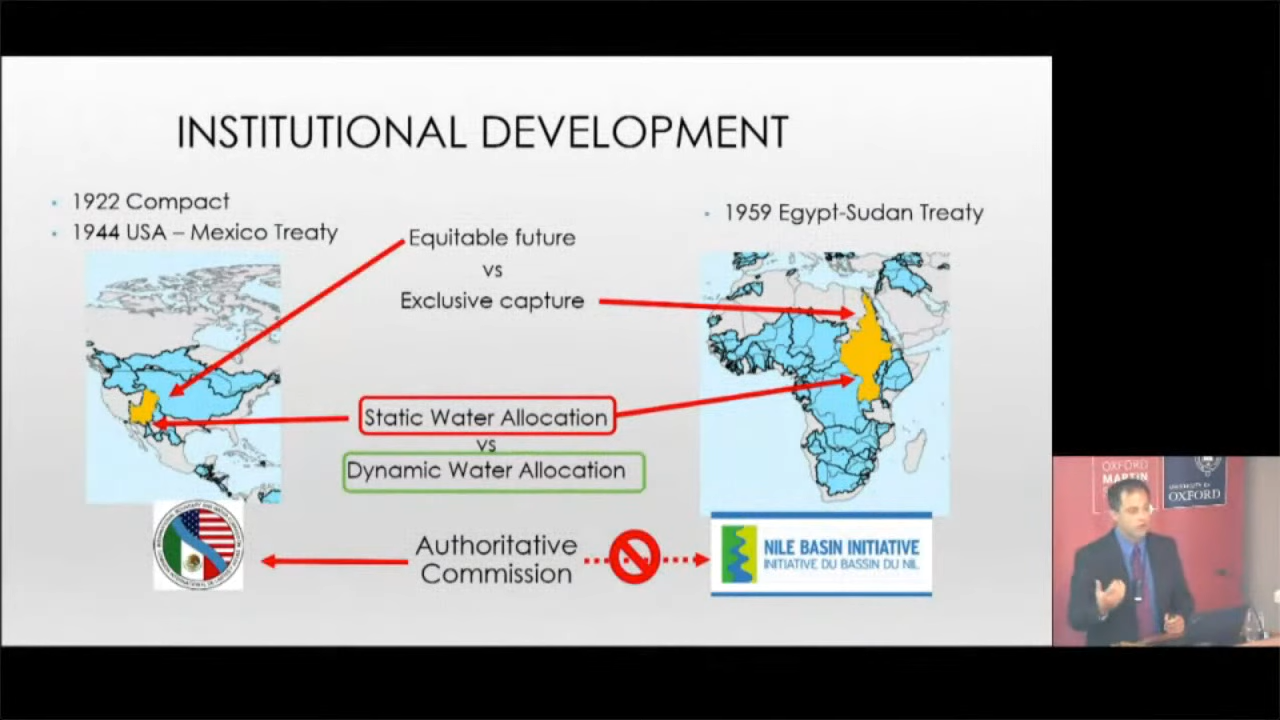 INSTITUTIONAL DEVELOPMENT
1922 Compact
1944 USA – Mexico Treaty
1959 Egypt-Sudan Treaty
Equitable future
vs
Exclusive capture
Static Water Allocation
vs
Dynamic Water Allocation
Authoritative
Commission
NILE BASIN INITIATIVE
INITIATIVE DU BASSIN DU NIL
OXFORD
MARTIN
UNIVERSITY OF
OXFORD